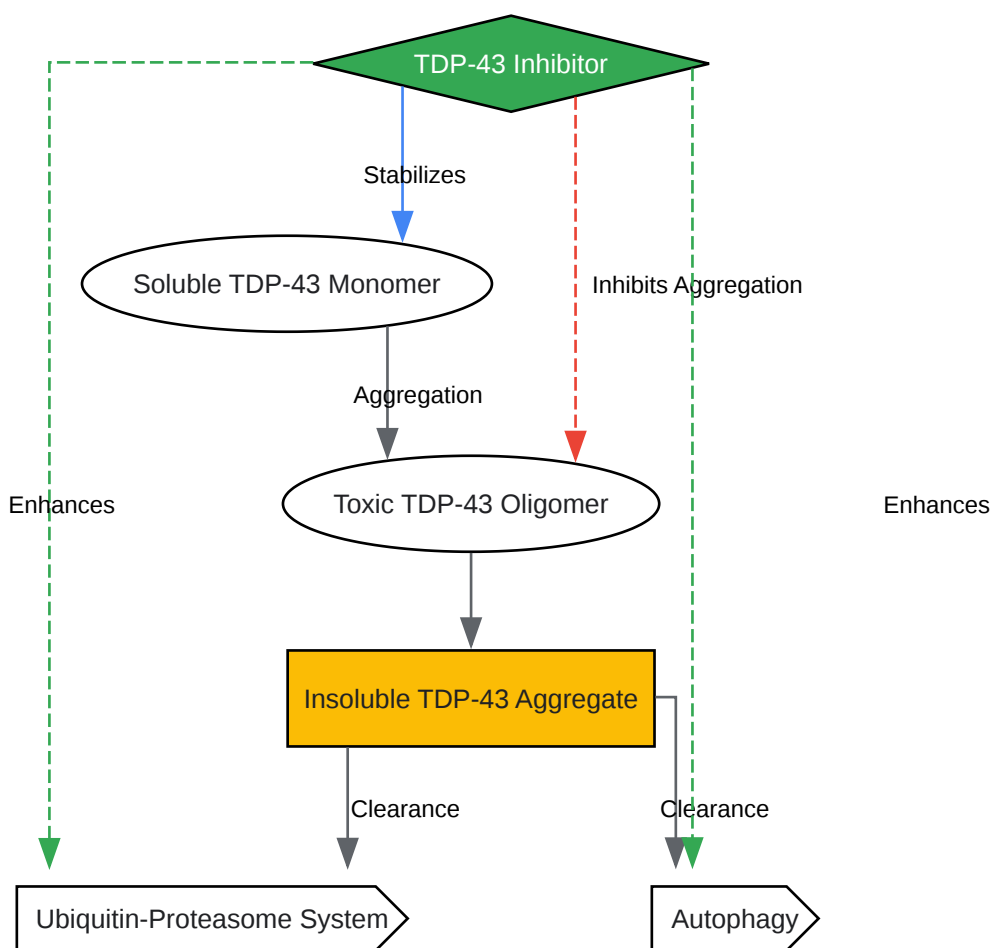 TDP-43 Inhibitor
Stabilizes
Soluble TDP-43 Monomer
Inhibits Aggregation
Aggregation
Enhances
Toxic TDP-43 Oligomer
Enhances
Insoluble TDP-43 Aggregate
Clearance
Clearance
Ubiquitin-Proteasome System
Autophagy